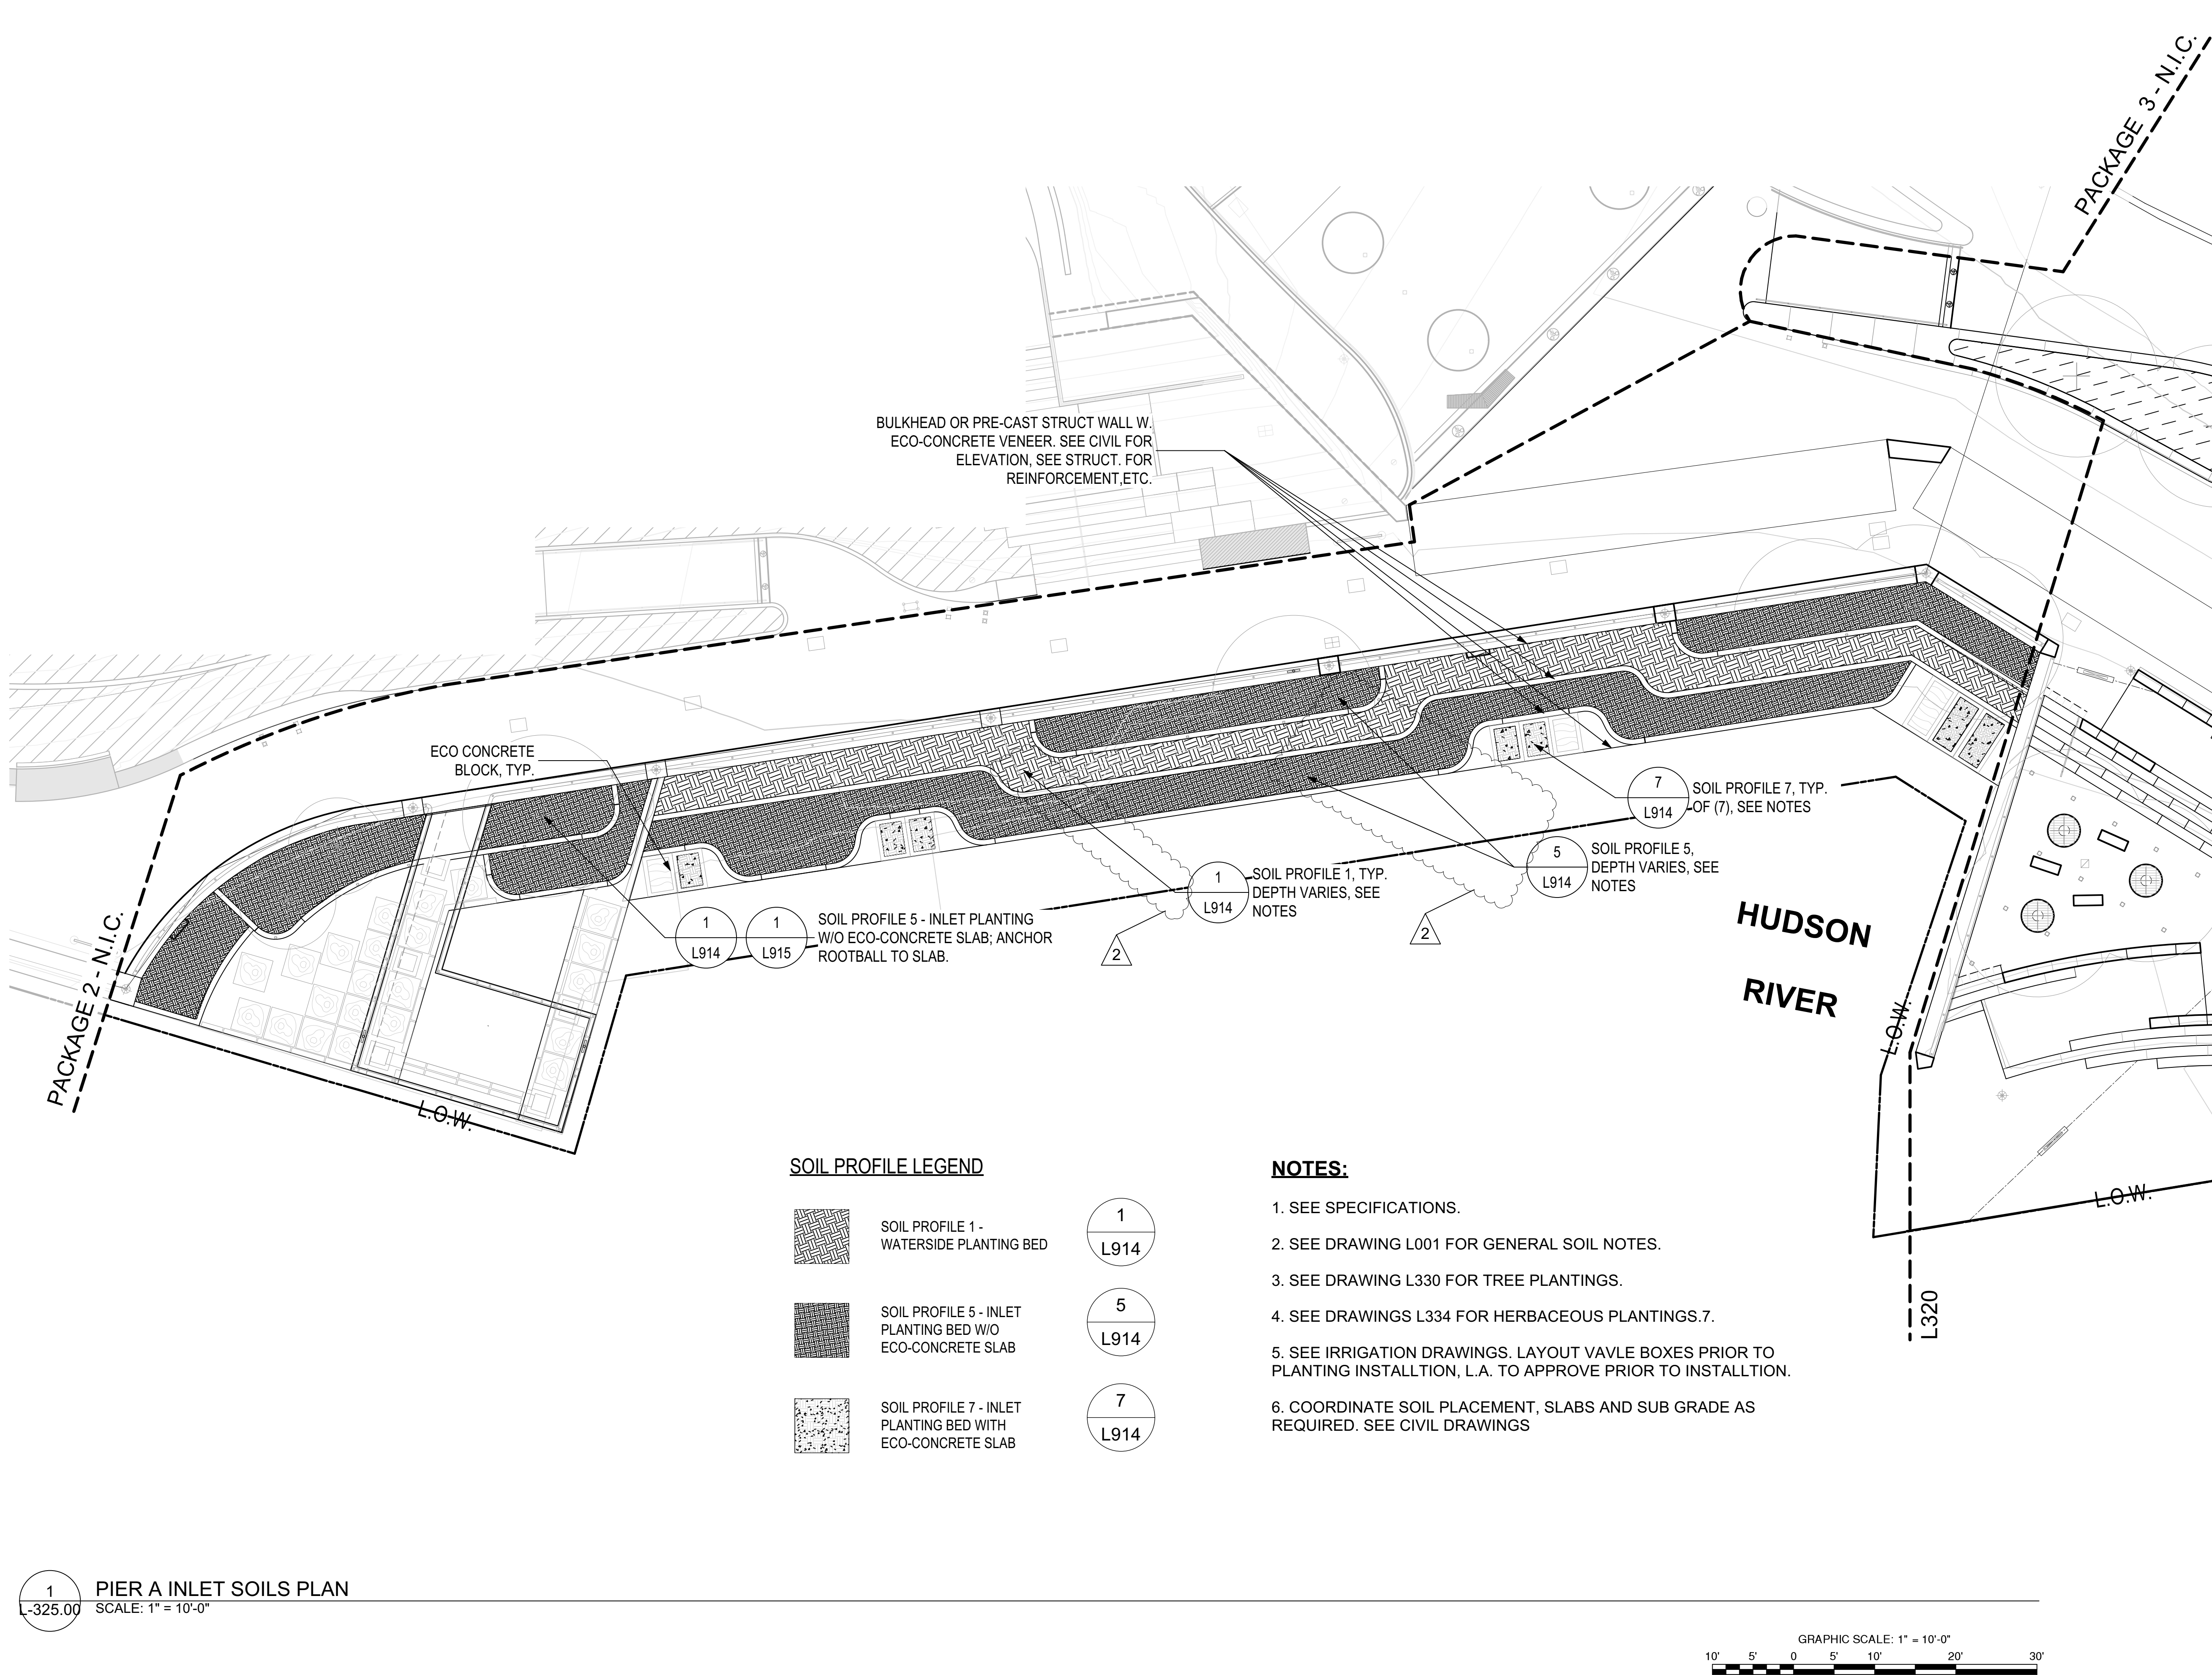 PACKAGE 3 - N.I.C.
BULKHEAD OR PRE-CAST STRUCT WALL W.
ECO-CONCRETE VENEER. SEE CIVIL FOR
ELEVATION, SEE STRUCT. FOR
REINFORCEMENT,ETC.
ECO CONCRETE
BLOCK, TYP.
7
L914
SOIL PROFILE 7, TYP.
OF (7), SEE NOTES
5
L914
SOIL PROFILE 5,
DEPTH VARIES, SEE
NOTES
1
L914
SOIL PROFILE 1, TYP.
DEPTH VARIES, SEE
NOTES
1
L914
1
L915
SOIL PROFILE 5 - INLET PLANTING
W/O ECO-CONCRETE SLAB; ANCHOR
ROOTBALL TO SLAB.
2
2
HUDSON
RIVER
PACKAGE 2 - N.I.C.
L.O.W.
L.O.W.
L.O.W.
L320
SOIL PROFILE LEGEND
SOIL PROFILE 1 -
WATERSIDE PLANTING BED
1
L914
SOIL PROFILE 5 - INLET
PLANTING BED W/O
ECO-CONCRETE SLAB
5
L914
SOIL PROFILE 7 - INLET
PLANTING BED WITH
ECO-CONCRETE SLAB
7
L914
NOTES:
1. SEE SPECIFICATIONS.
2. SEE DRAWING L001 FOR GENERAL SOIL NOTES.
3. SEE DRAWING L330 FOR TREE PLANTINGS.
4. SEE DRAWINGS L334 FOR HERBACEOUS PLANTINGS.7.
5. SEE IRRIGATION DRAWINGS. LAYOUT VAVLE BOXES PRIOR TO
PLANTING INSTALLTION, L.A. TO APPROVE PRIOR TO INSTALLTION.
6. COORDINATE SOIL PLACEMENT, SLABS AND SUB GRADE AS
REQUIRED. SEE CIVIL DRAWINGS
1
L-325.00
PIER A INLET SOILS PLAN
SCALE: 1" = 10'-0"
GRAPHIC SCALE: 1" = 10'-0"
10' 5' 0 5' 10' 20' 30'